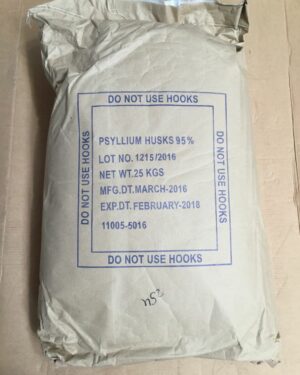 DO NOT USE HOOKS
DO NOT USE HOOKS
PSYLLIUM HUSKS 95%
LOT NO. 1215/2016
NET WT. 25 KGS
MFG.DT. MARCH-2016
EXP.DT. FEBRUARY-2018
11005-5016
DO NOT USE HOOKS
DO NOT USE HOOKS